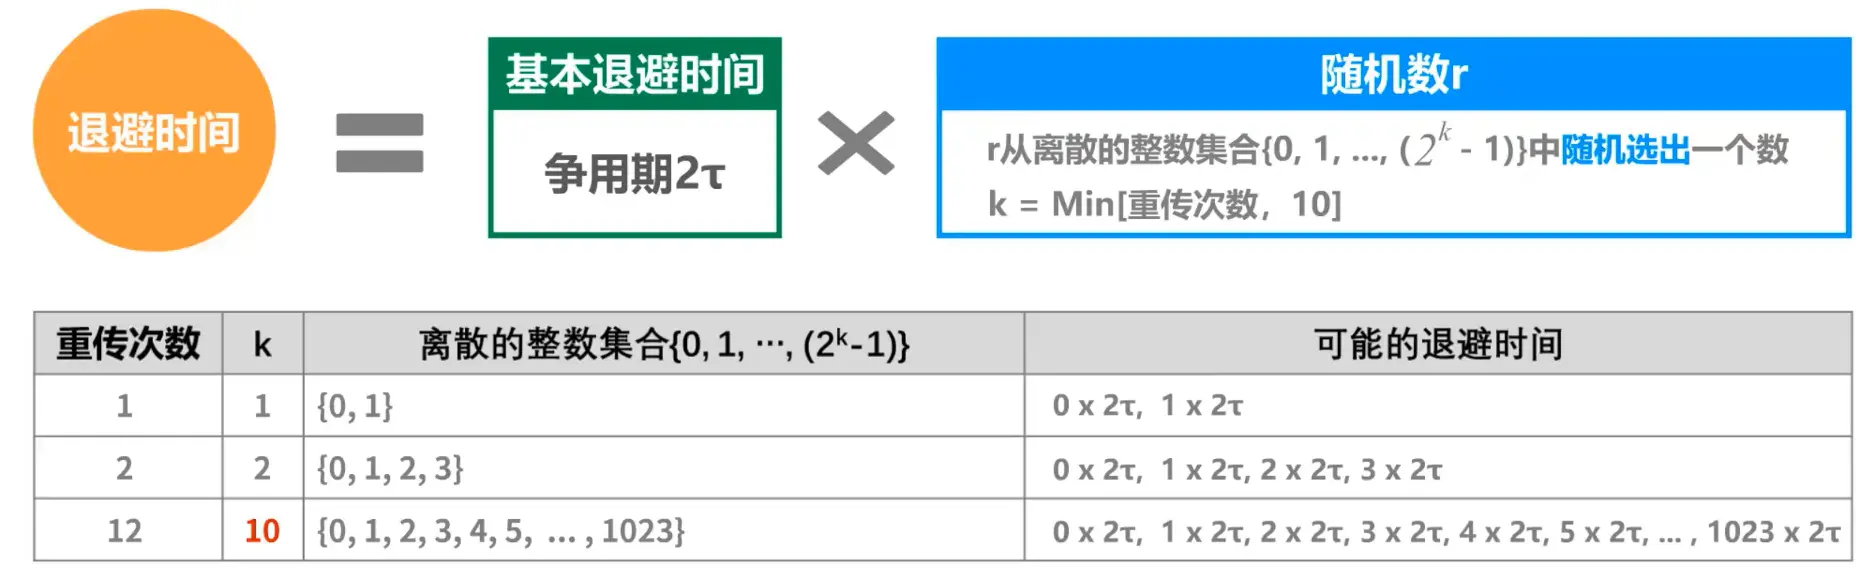 退避时间
基本退避时间
争用期2τ
随机数r
r从离散的整数集合{0, 1, ..., (2^k - 1)}中随机选出一个数
k = Min[重传次数，10]
重传次数 k 离散的整数集合{0, 1, ⋯, (2ᵏ-1)} 可能的退避时间
1 1 {0, 1} 0 x 2τ, 1 x 2τ
2 2 {0, 1, 2, 3} 0 x 2τ, 1 x 2τ, 2 x 2τ, 3 x 2τ
12 10 {0, 1, 2, 3, 4, 5, ... , 1023} 0 x 2τ, 1 x 2τ, 2 x 2τ, 3 x 2τ, 4 x 2τ, 5 x 2τ, ... , 1023 x 2τ